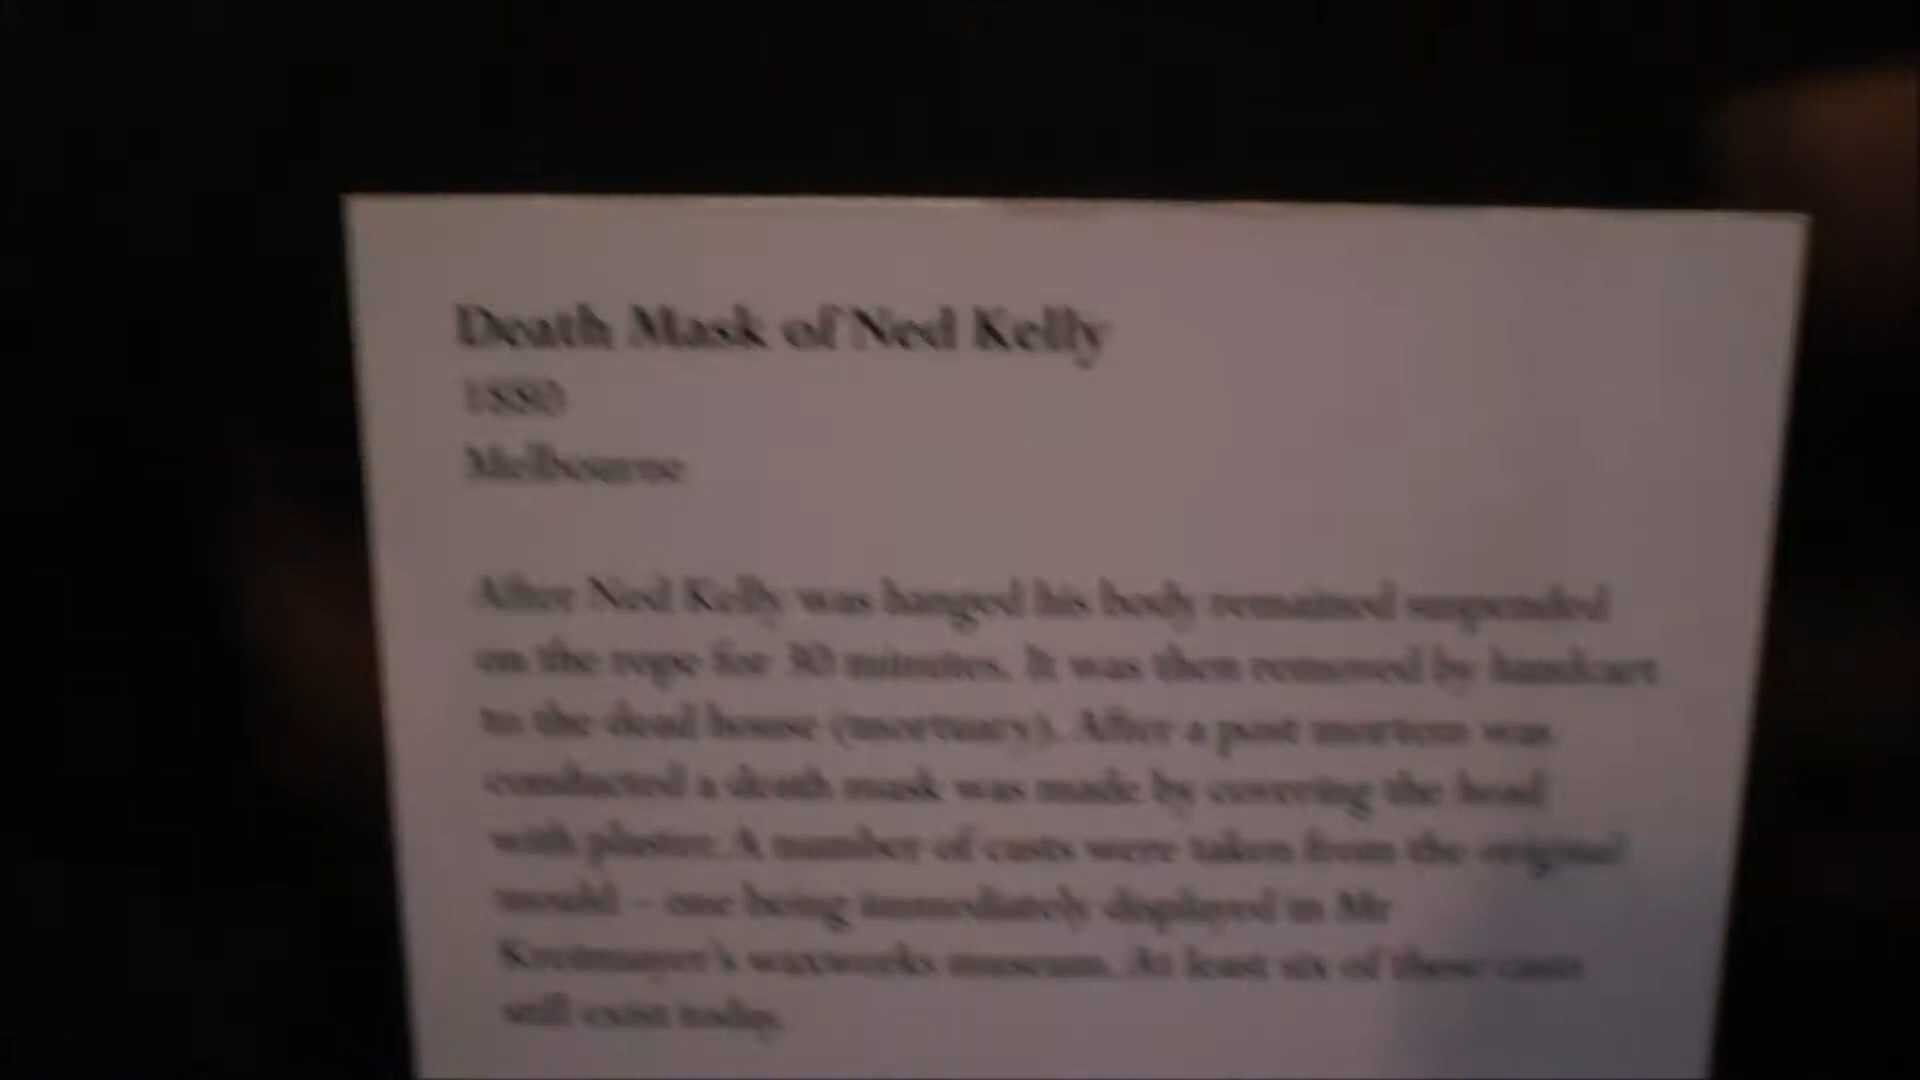 Death Mask of Ned Kelly
1880
Melbourne
After Ned Kelly was hanged his body remained suspended
on the rope for 30 minutes. It was then removed by handcart
to the dead house (mortuary). After a post mortem was
conducted a death mask was made by covering the head
with plaster. A number of casts were taken from the original
mould – one being immediately displayed in Mr
Kreitmayer's waxworks museum. At least six of these casts
still exist today.